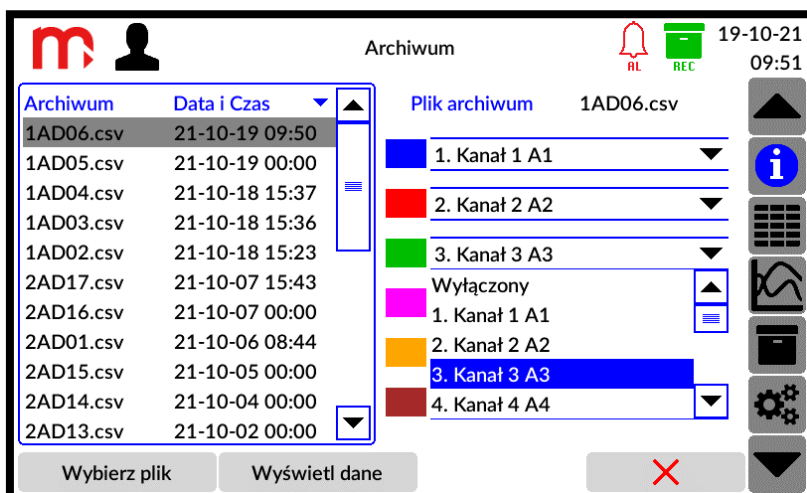 Archiwum
AL
REC
19-10-21
09:51
Archiwum Data i Czas
1AD06.csv 21-10-19 09:50
1AD05.csv 21-10-19 00:00
1AD04.csv 21-10-18 15:37
1AD03.csv 21-10-18 15:36
1AD02.csv 21-10-18 15:23
2AD17.csv 21-10-07 15:43
2AD16.csv 21-10-07 00:00
2AD01.csv 21-10-06 08:44
2AD15.csv 21-10-05 00:00
2AD14.csv 21-10-04 00:00
2AD13.csv 21-10-02 00:00
Plik archiwum 1AD06.csv
1. Kanał 1 A1
2. Kanał 2 A2
3. Kanał 3 A3
Wyłączony
1. Kanał 1 A1
2. Kanał 2 A2
3. Kanał 3 A3
4. Kanał 4 A4
Wybierz plik
Wyświetl dane